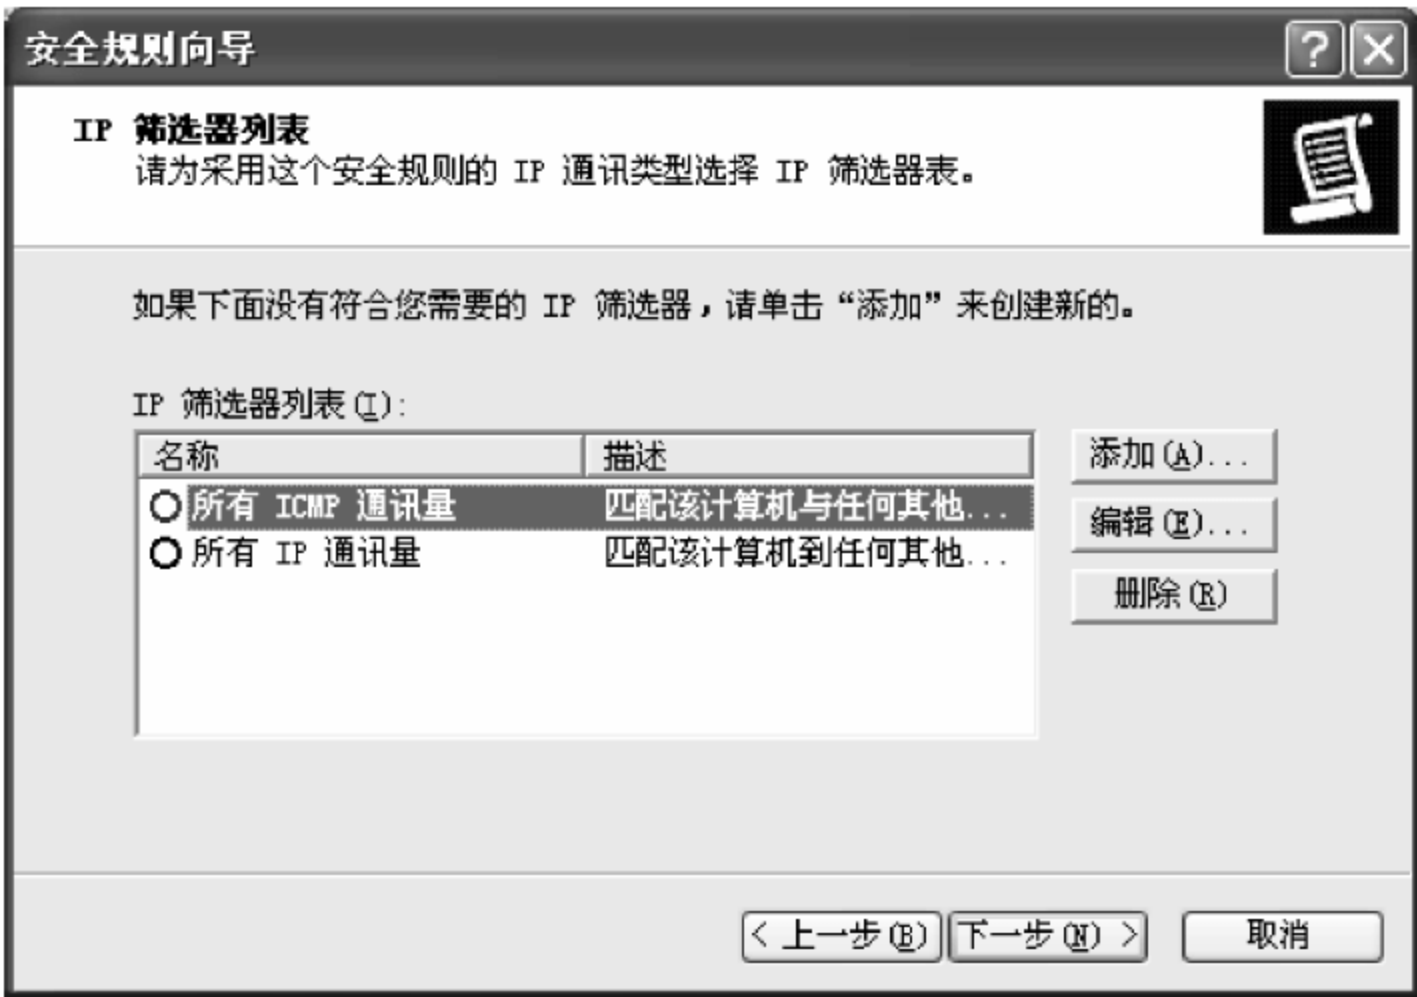 安全规则向导
IP 筛选器列表
请为采用这个安全规则的 IP 通讯类型选择 IP 筛选器表。
如果下面没有符合您需要的 IP 筛选器，请单击“添加”来创建新的。
IP 筛选器列表(I):
名称 描述
所有 ICMP 通讯量 匹配该计算机与任何其他...
所有 IP 通讯量 匹配该计算机到任何其他...
添加(A)...
编辑(E)...
删除(R)
< 上一步(B) 下一步(N) > 取消